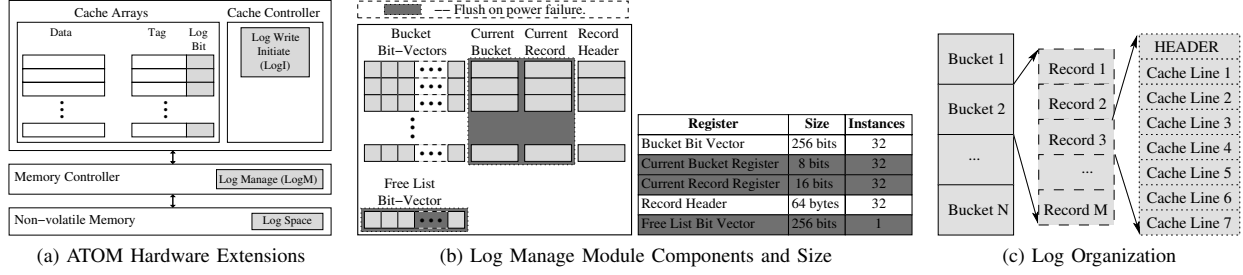 Cache Arrays
Cache Controller
Data
Tag
Log
Bit
Log Write
Initiate
(LogI)
Memory Controller
Log Manage (LogM)
Non−volatile Memory
Log Space
(a) ATOM Hardware Extensions
−− Flush on power failure.
Bucket
Bit−Vectors
Current
Bucket
Current
Record
Record
Header
Free List
Bit−Vector
Register Size Instances
Bucket Bit Vector 256 bits 32
Current Bucket Register 8 bits 32
Current Record Register 16 bits 32
Record Header 64 bytes 32
Free List Bit Vector 256 bits 1
(b) Log Manage Module Components and Size
Bucket 1
Bucket 2
...
Bucket N
Record 1
Record 2
Record 3
...
Record M
HEADER
Cache Line 1
Cache Line 2
Cache Line 3
Cache Line 4
Cache Line 5
Cache Line 6
Cache Line 7
(c) Log Organization